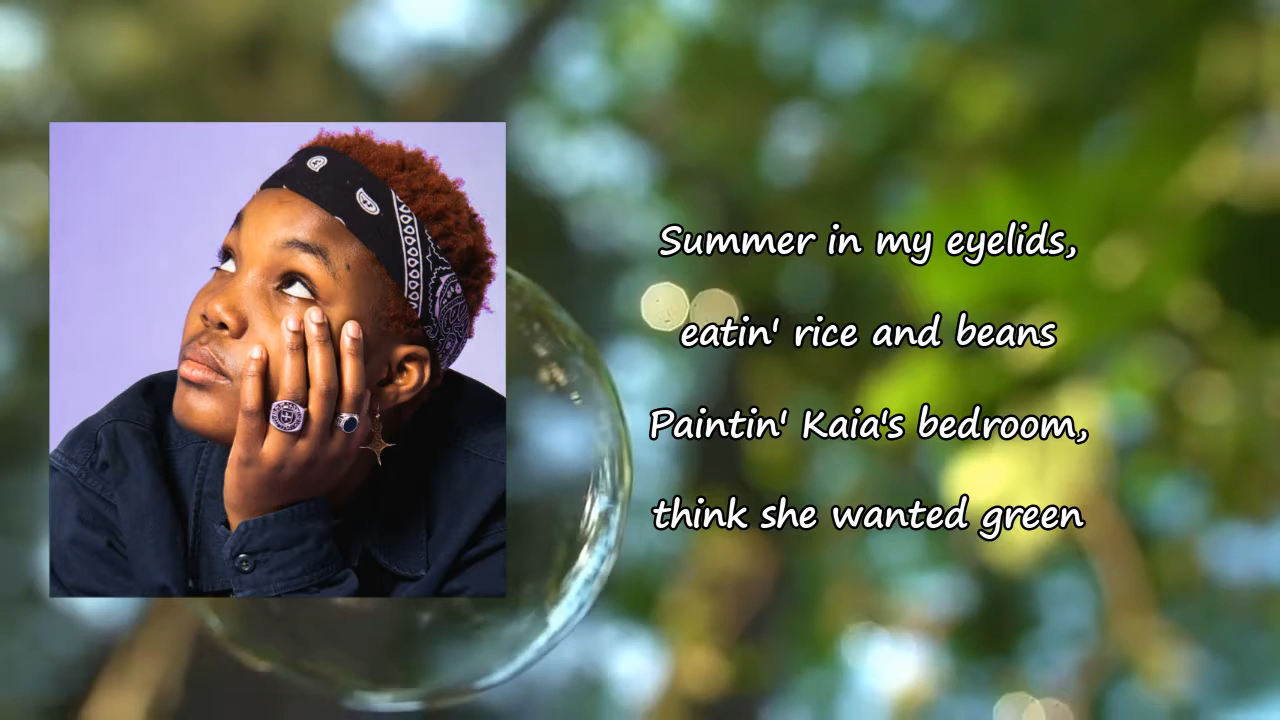 Summer in my eyelids,
eatin' rice and beans
Paintin' Kaia's bedroom,
think she wanted green